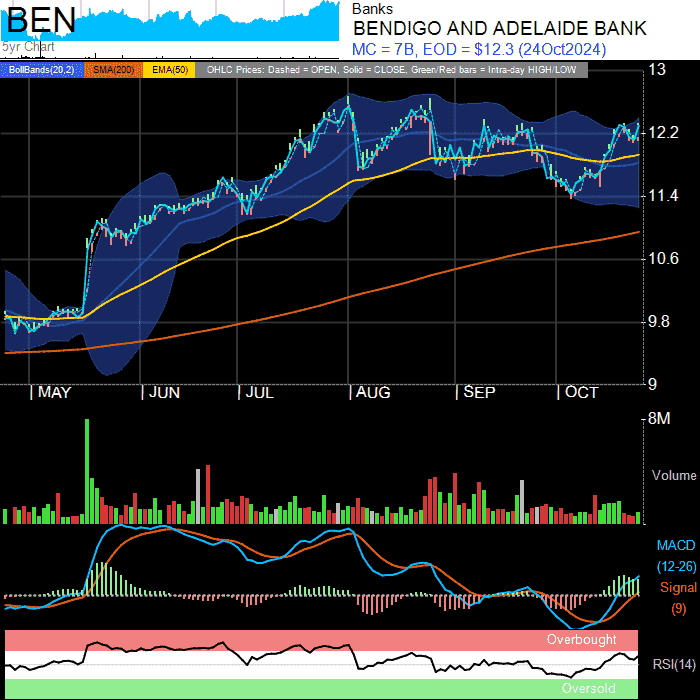 BEN
5yr Chart
Banks
BENDIGO AND ADELAIDE BANK
MC = 7B, EOD = $12.3 (24Oct2024)
BollBands(20,2) SMA(200) EMA(50) OHLC Prices: Dashed = OPEN, Solid = CLOSE, Green/Red bars = Intra-day HIGH/LOW
13
12.2
11.4
10.6
9.8
9
MAY JUN JUL AUG SEP OCT
8M
Volume
MACD
(12-26)
Signal
(9)
Overbought
RSI(14)
Oversold